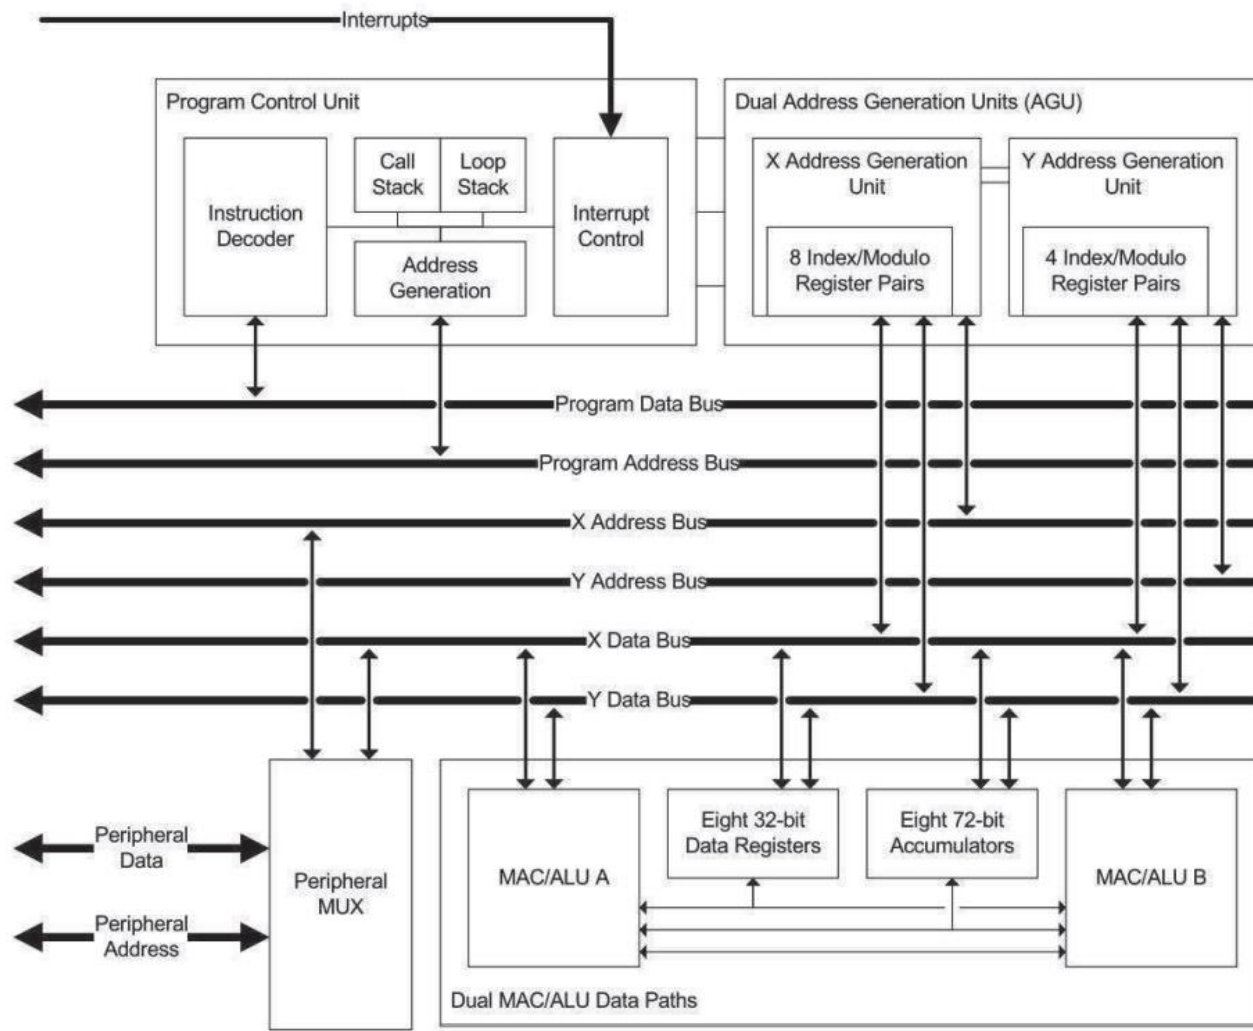 Interrupts
Program Control Unit
Dual Address Generation Units (AGU)
Call
Stack
Loop
Stack
Instruction
Decoder
Interrupt
Control
Address
Generation
X Address Generation
Unit
Y Address Generation
Unit
8 Index/Modulo
Register Pairs
4 Index/Modulo
Register Pairs
Program Data Bus
Program Address Bus
X Address Bus
Y Address Bus
X Data Bus
Y Data Bus
Peripheral
Data
Peripheral
Address
Peripheral
MUX
MAC/ALU A
Eight 32-bit
Data Registers
Eight 72-bit
Accumulators
MAC/ALU B
Dual MAC/ALU Data Paths